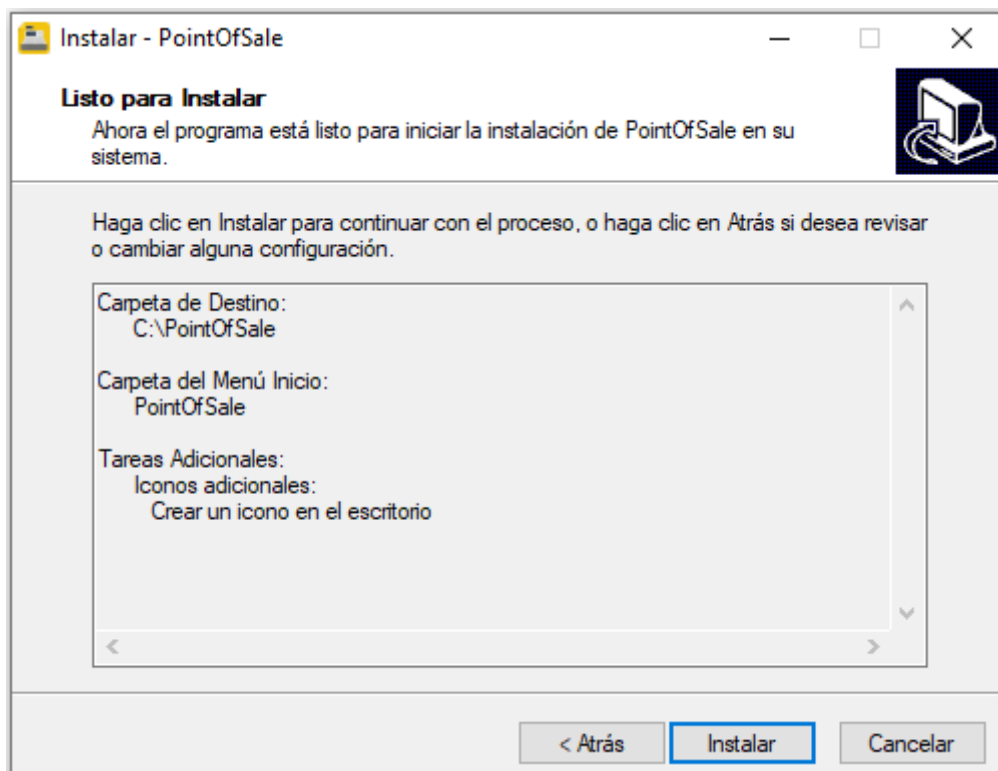 Instalar - PointOfSale
Listo para Instalar
Ahora el programa está listo para iniciar la instalación de PointOfSale en su
sistema.
Haga clic en Instalar para continuar con el proceso, o haga clic en Atrás si desea revisar
o cambiar alguna configuración.
Carpeta de Destino:
C:\PointOfSale
Carpeta del Menú Inicio:
PointOfSale
Tareas Adicionales:
Iconos adicionales:
Crear un icono en el escritorio
< Atrás
Instalar
Cancelar